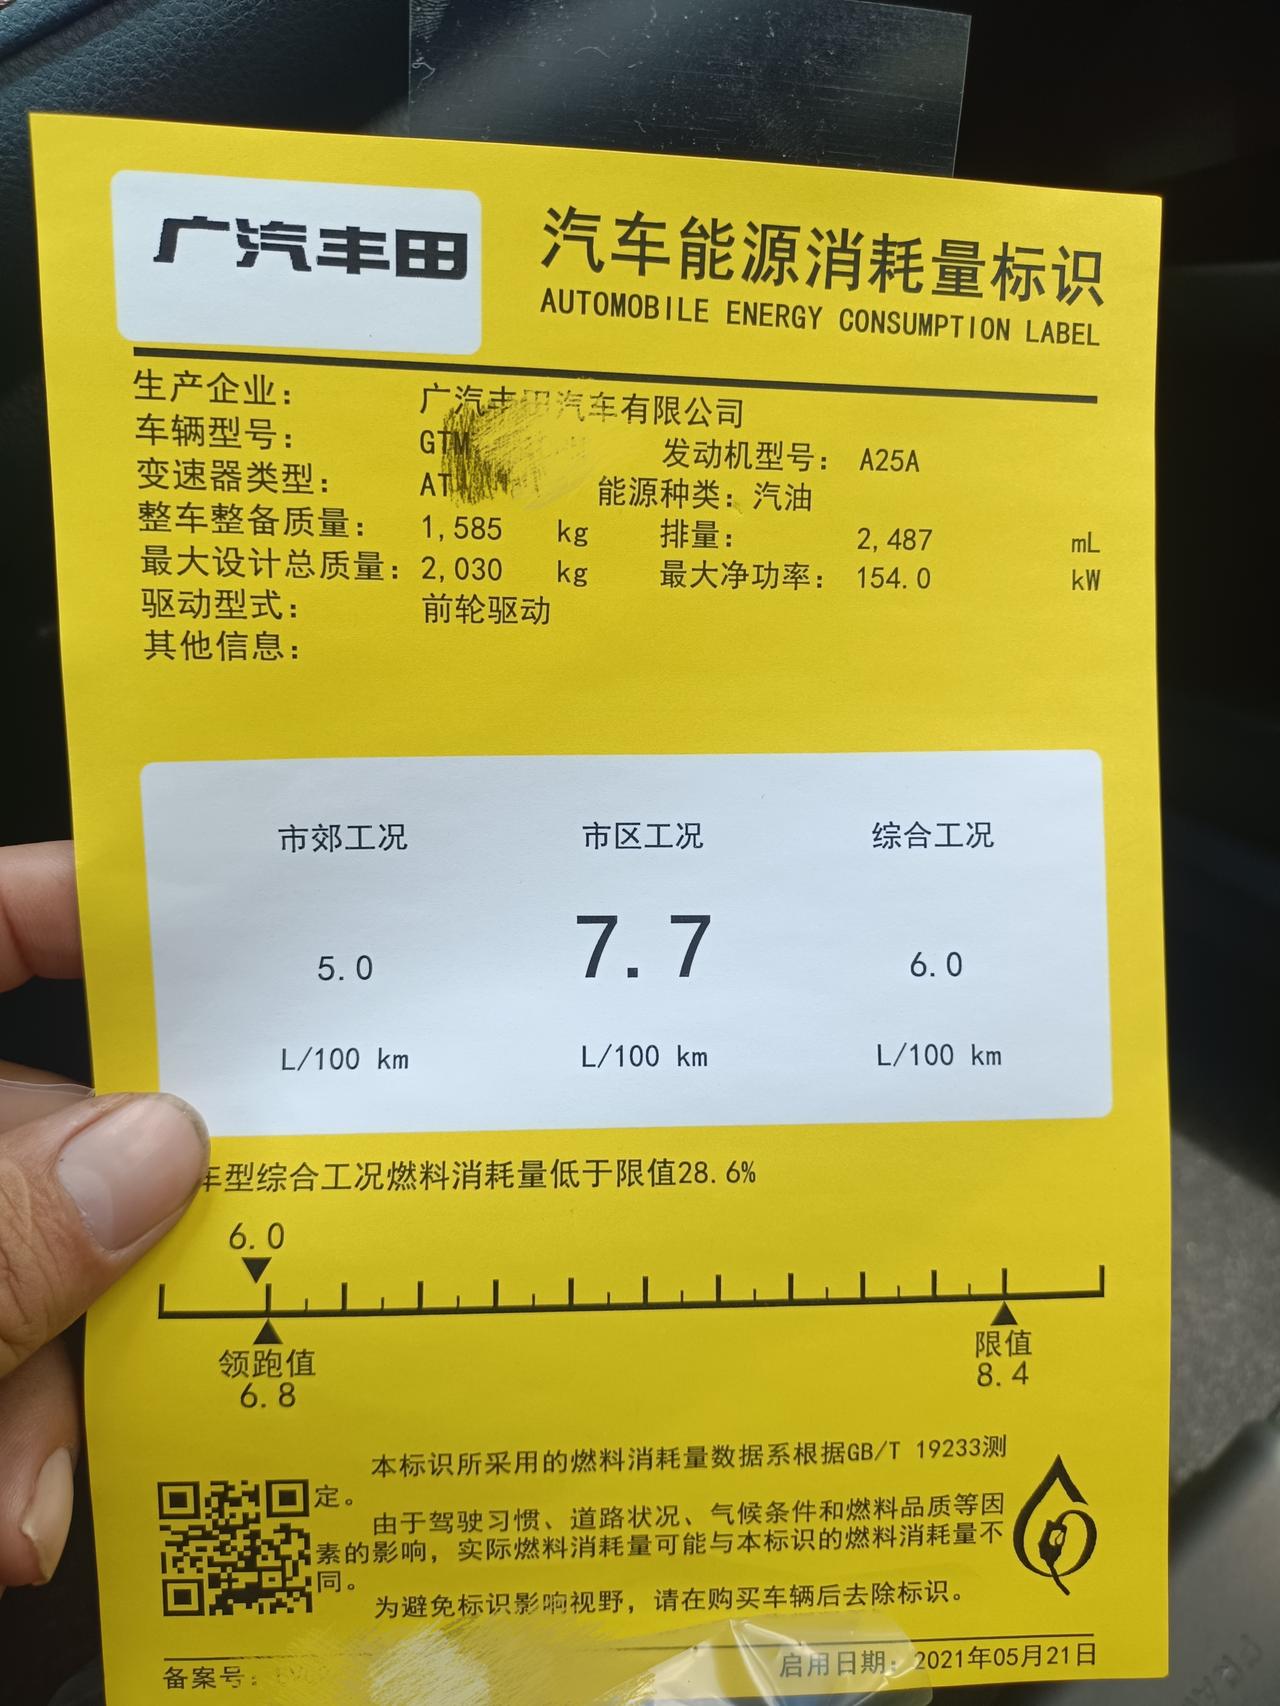 广汽丰田
汽车能源消耗量标识
AUTOMOBILE ENERGY CONSUMPTION LABEL
生产企业： 广汽丰田汽车有限公司
车辆型号： GTM 发动机型号： A25A
变速器类型： AT 能源种类：汽油
整车整备质量： 1,585 kg 排量： 2,487 mL
最大设计总质量：2,030 kg 最大净功率： 154.0 kW
驱动型式： 前轮驱动
其他信息：
市郊工况 市区工况 综合工况
5.0 7.7 6.0
L/100 km L/100 km L/100 km
车型综合工况燃料消耗量低于限值28.6%
6.0
领跑值 限值
6.8 8.4
本标识所采用的燃料消耗量数据系根据GB/T 19233测
定。
由于驾驶习惯、道路状况、气候条件和燃料品质等因
素的影响，实际燃料消耗量可能与本标识的燃料消耗量不
同。
为避免标识影响视野，请在购买车辆后去除标识。
备案号： 启用日期：2021年05月21日